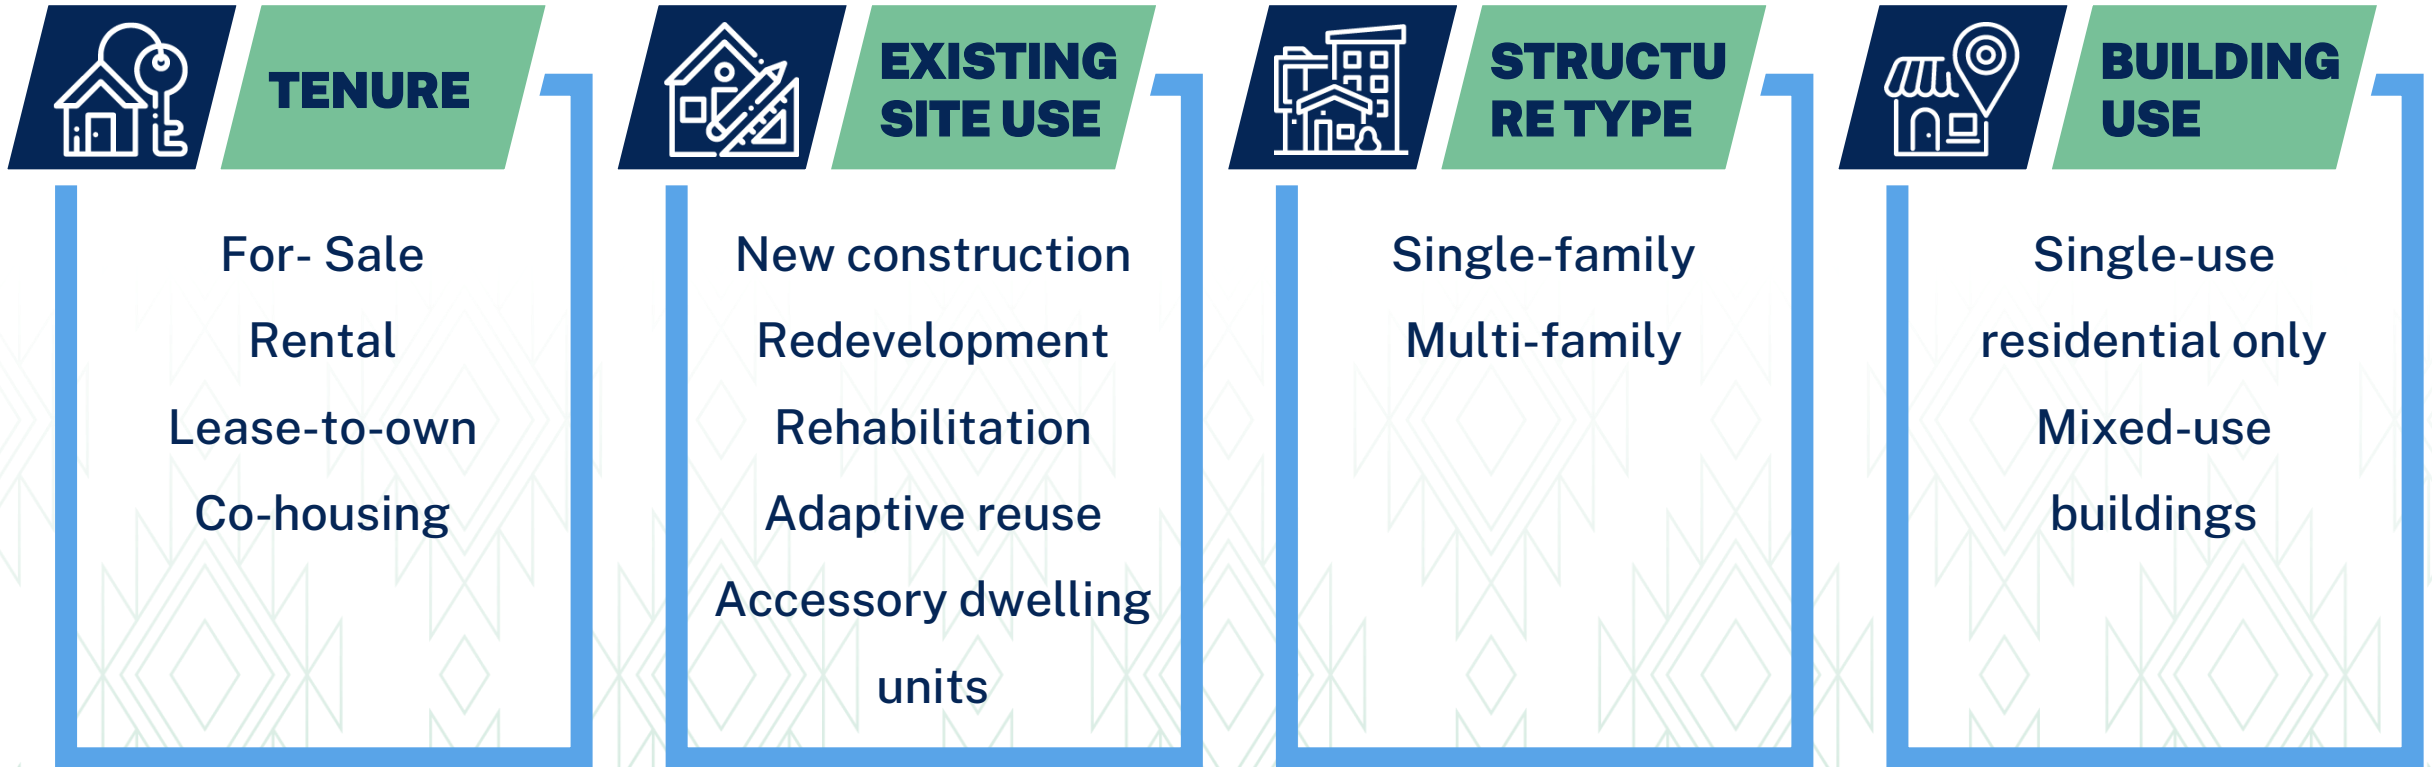 TENURE
For- Sale
Rental
Lease-to-own
Co-housing
EXISTING
SITE USE
New construction
Redevelopment
Rehabilitation
Adaptive reuse
Accessory dwelling
units
STRUCTU
RE TYPE
Single-family
Multi-family
BUILDING
USE
Single-use
residential only
Mixed-use
buildings